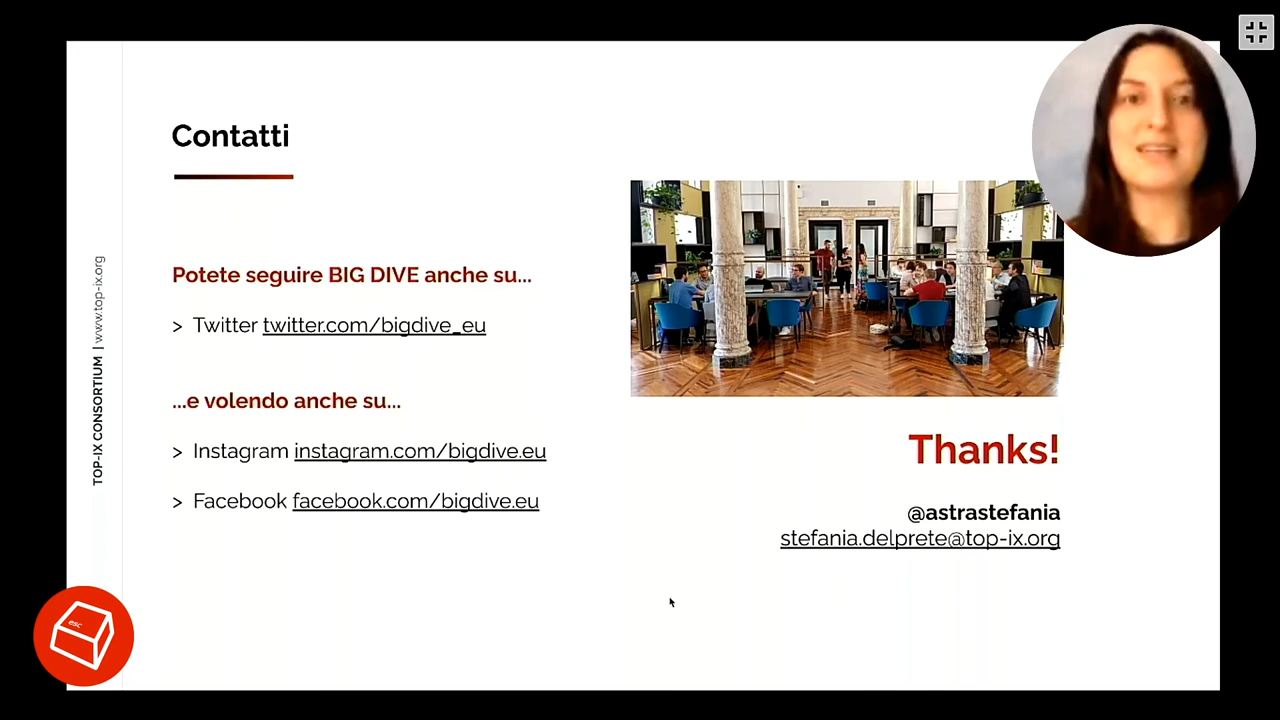 Contatti
Potete seguire BIG DIVE anche su...
> Twitter twitter.com/bigdive_eu
...e volendo anche su...
> Instagram instagram.com/bigdive.eu
> Facebook facebook.com/bigdive.eu
Thanks!
@astrastefania
stefania.delprete@top-ix.org
TOP-IX CONSORTIUM | www.top-ix.org
esc